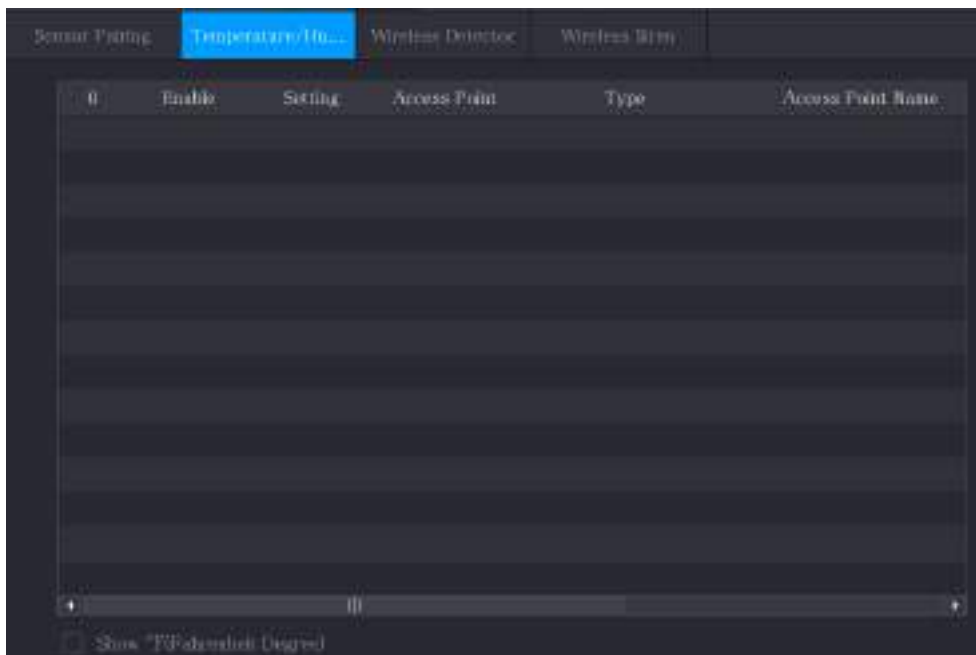 Sensor Pairing Temperature/Hu... Wireless Detector Wireless Siren
0 Enable Setting Access Point Type Access Point Name
Show °F(Fahrenheit Degree)